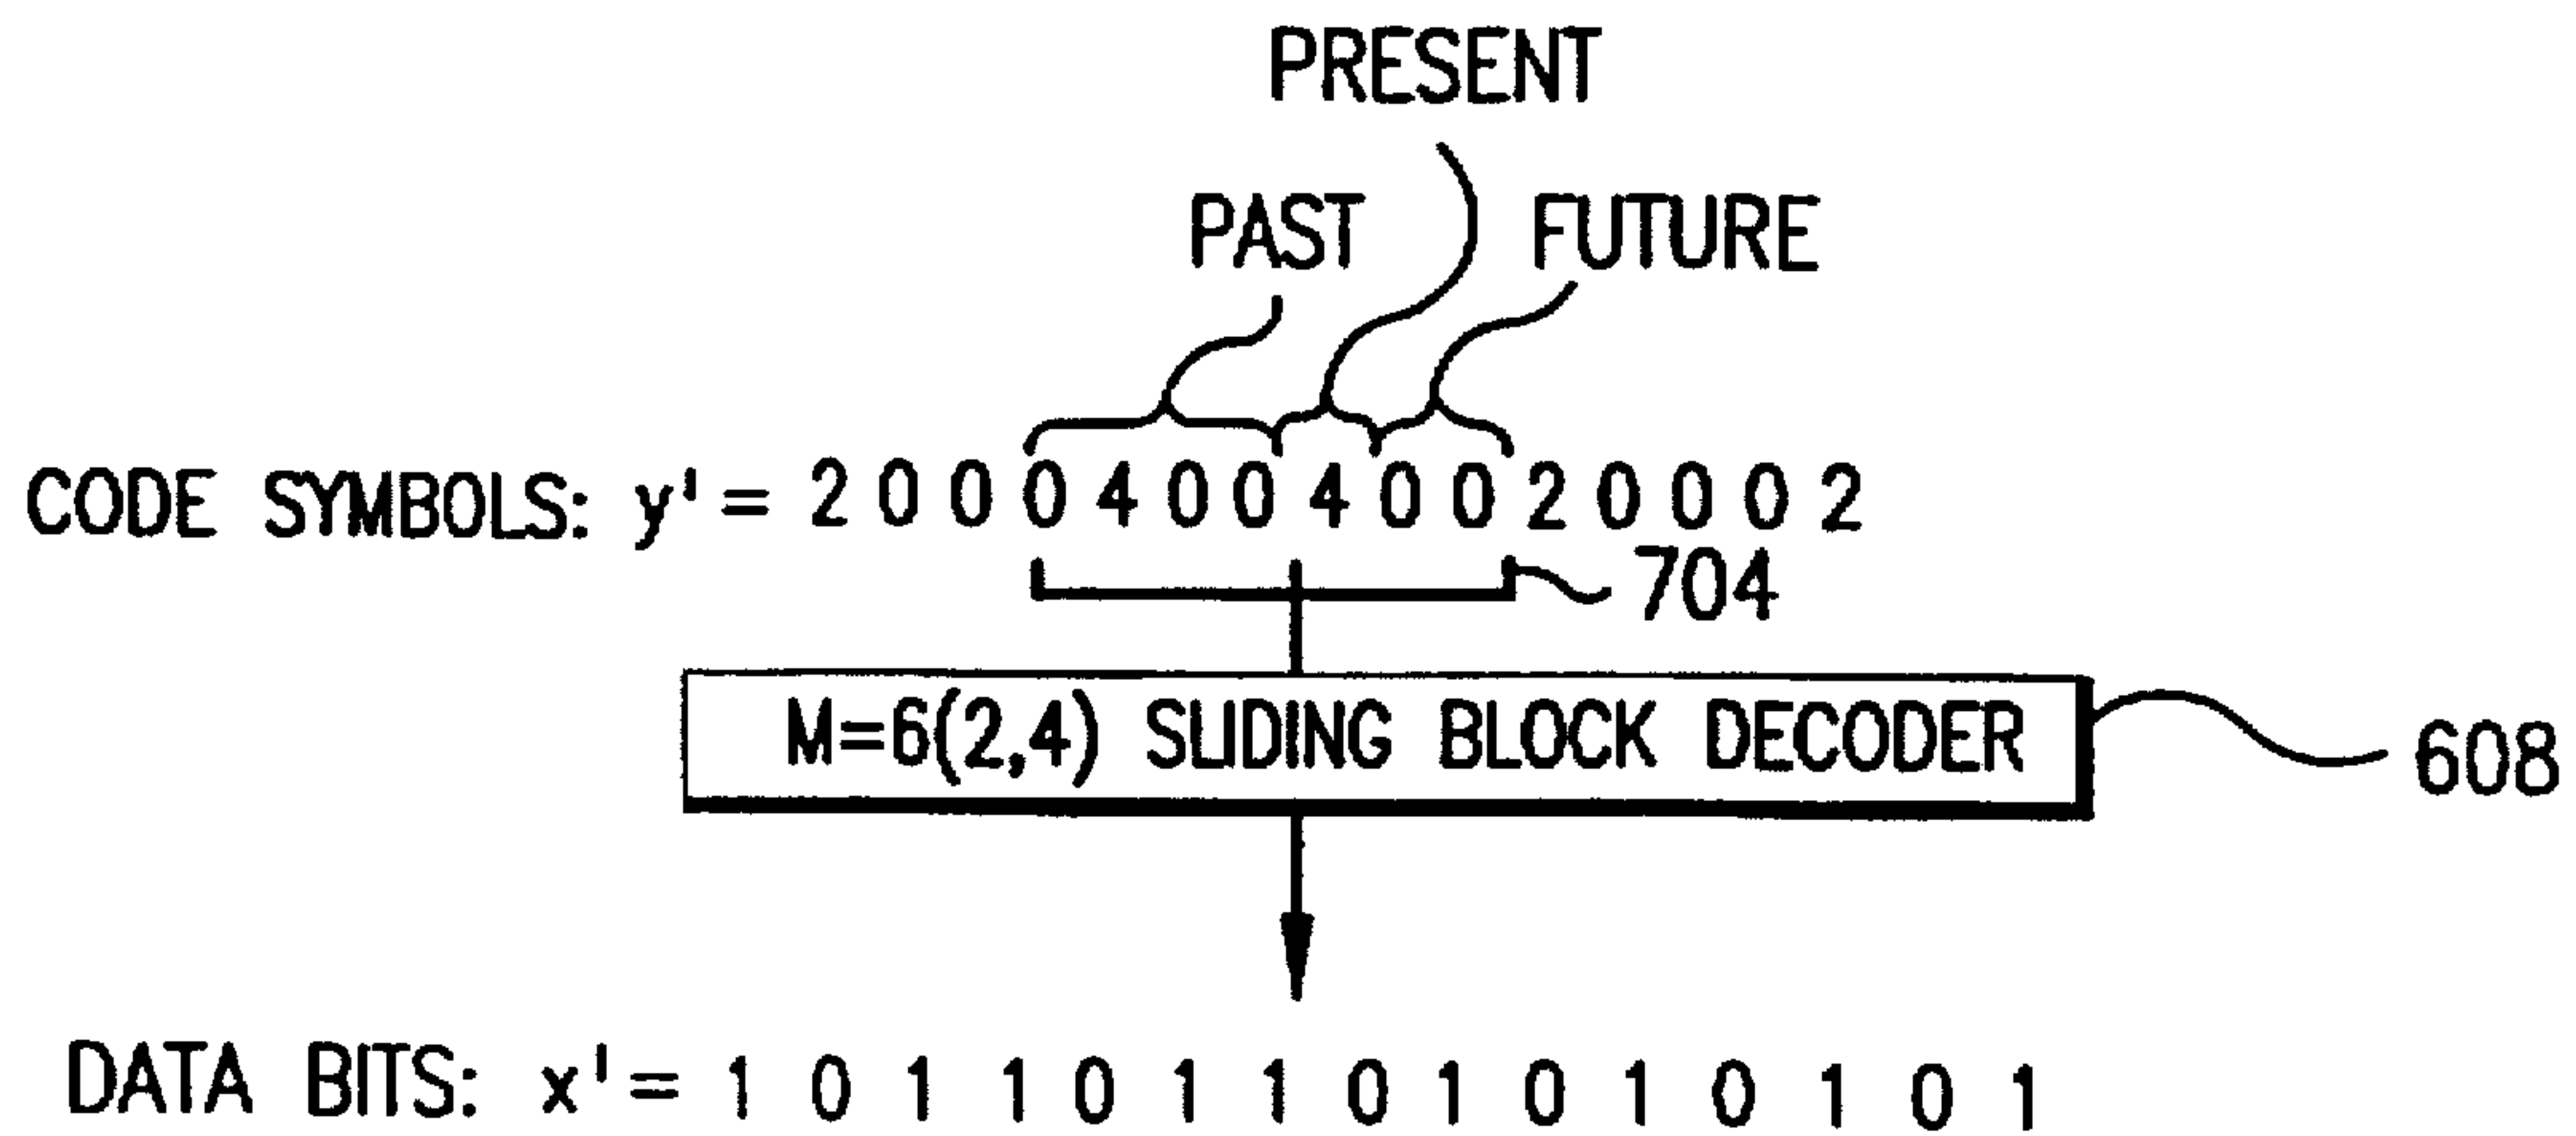 PRESENT
PAST FUTURE
CODE SYMBOLS: y' = 2 0 0 0 4 0 0 4 0 0 2 0 0 0 2
704
M=6(2,4) SLIDING BLOCK DECODER
608
DATA BITS: x' = 1 0 1 1 0 1 1 0 1 0 1 0 1 0 1